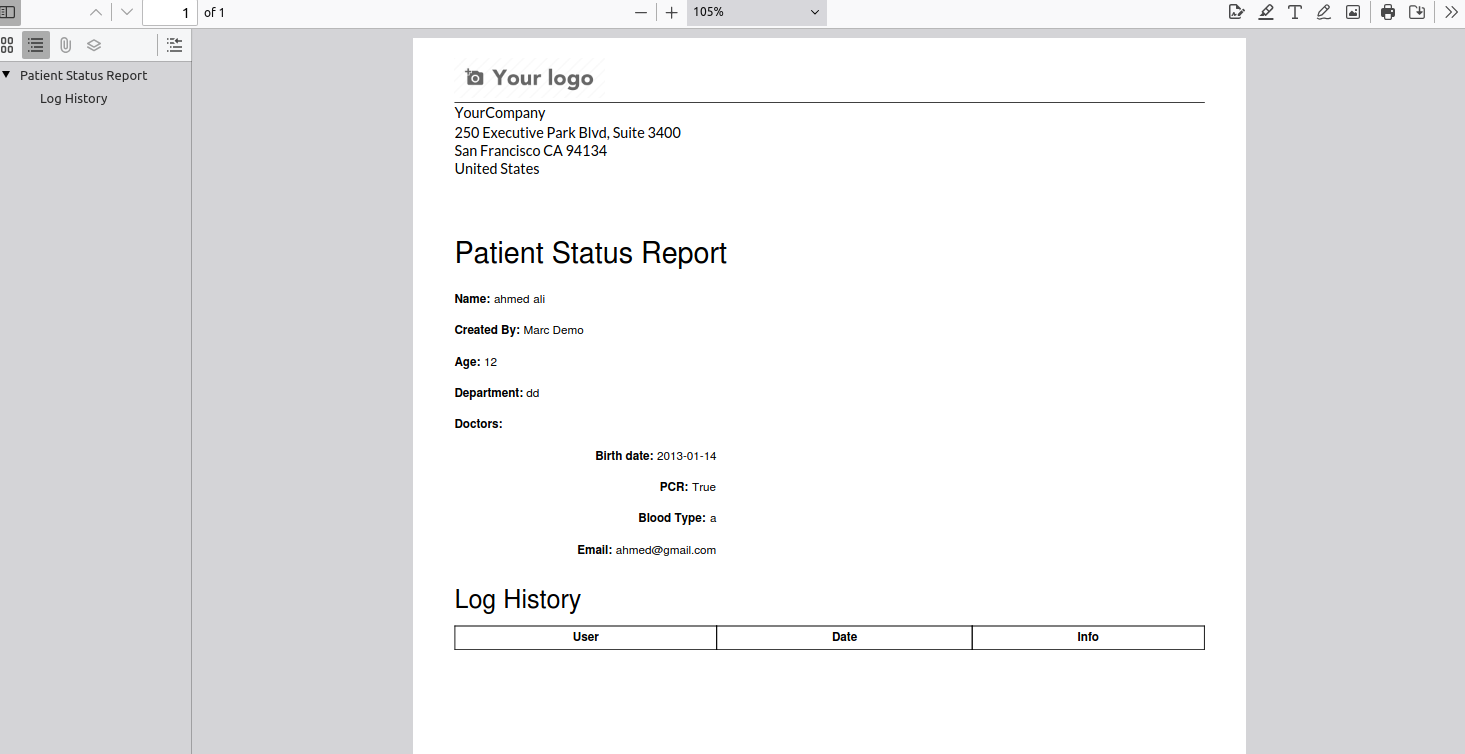 1 of 1
105%
Patient Status Report
Log History
Your logo
YourCompany
250 Executive Park Blvd, Suite 3400
San Francisco CA 94134
United States
Patient Status Report
Name: ahmed ali
Created By: Marc Demo
Age: 12
Department: dd
Doctors:
Birth date: 2013-01-14
PCR: True
Blood Type: a
Email: ahmed@gmail.com
Log History
User Date Info